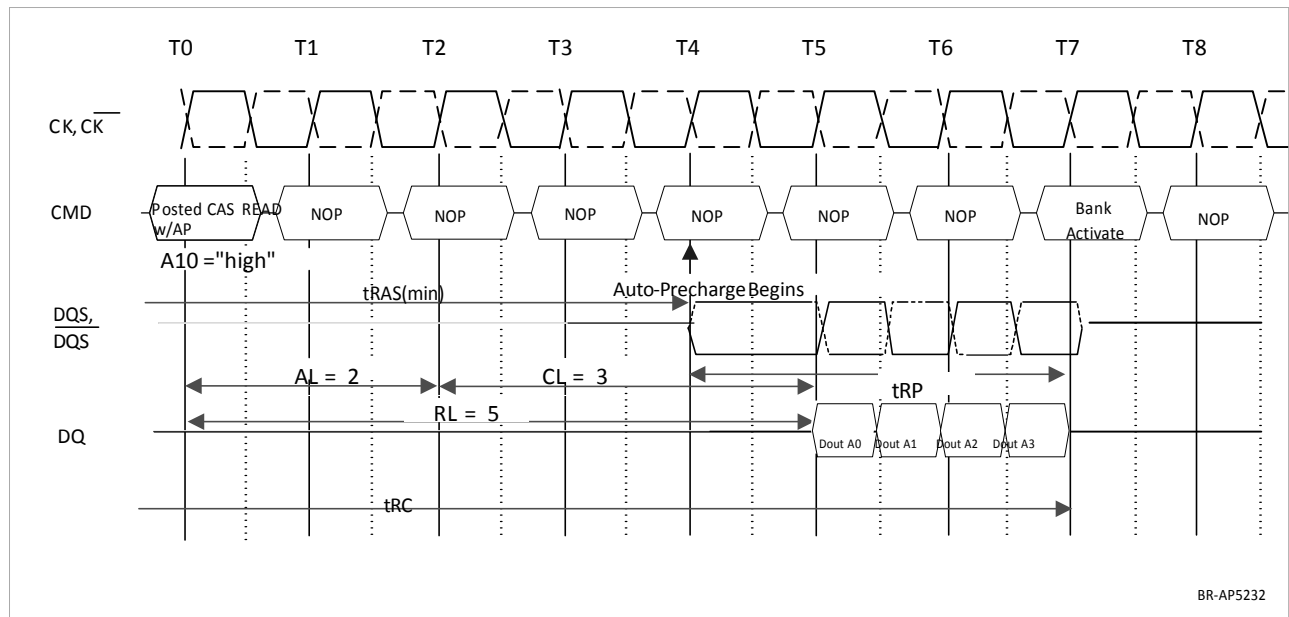 T0 T1 T2 T3 T4 T5 T6 T7 T8
CK, CK
CMD
Posted CAS READ
w/AP
NOP NOP NOP NOP NOP NOP Bank
Activate
NOP
A10 ="high"
tRAS(min)
Auto-Precharge Begins
DQS,
DQS
AL = 2
CL = 3
tRP
RL = 5
DQ
Dout A0 Dout A1 Dout A2 Dout A3
tRC
BR-AP5232